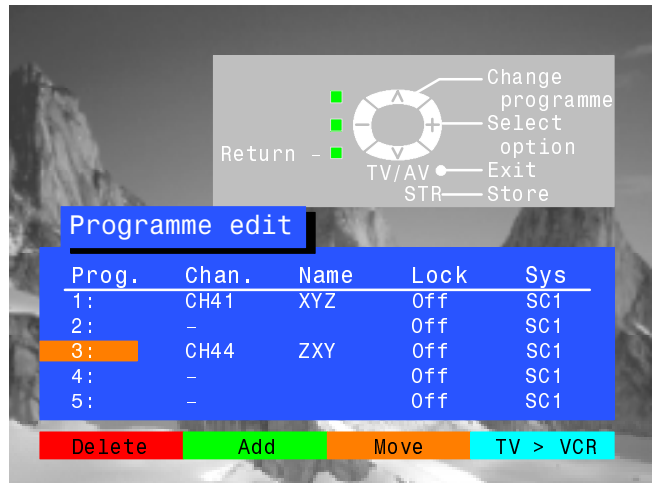 Change
programme
Select
option
Return –
TV/AV Exit
STR Store
Programme edit
Prog. Chan. Name Lock Sys
1: CH41 XYZ Off SC1
2: – Off SC1
3: CH44 ZXY Off SC1
4: – Off SC1
5: – Off SC1
Delete Add Move TV > VCR